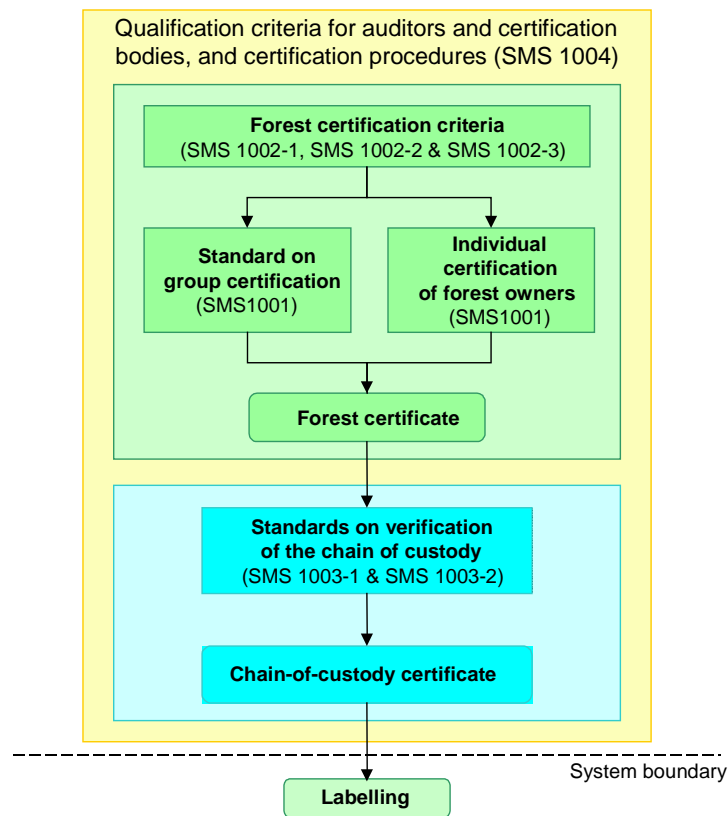 Qualification criteria for auditors and certification
bodies, and certification procedures (SMS 1004)
Forest certification criteria
(SMS 1002-1, SMS 1002-2 & SMS 1002-3)
Standard on
group certification
(SMS1001)
Individual
certification
of forest owners
(SMS1001)
Forest certificate
Standards on verification
of the chain of custody
(SMS 1003-1 & SMS 1003-2)
Chain-of-custody certificate
System boundary
Labelling